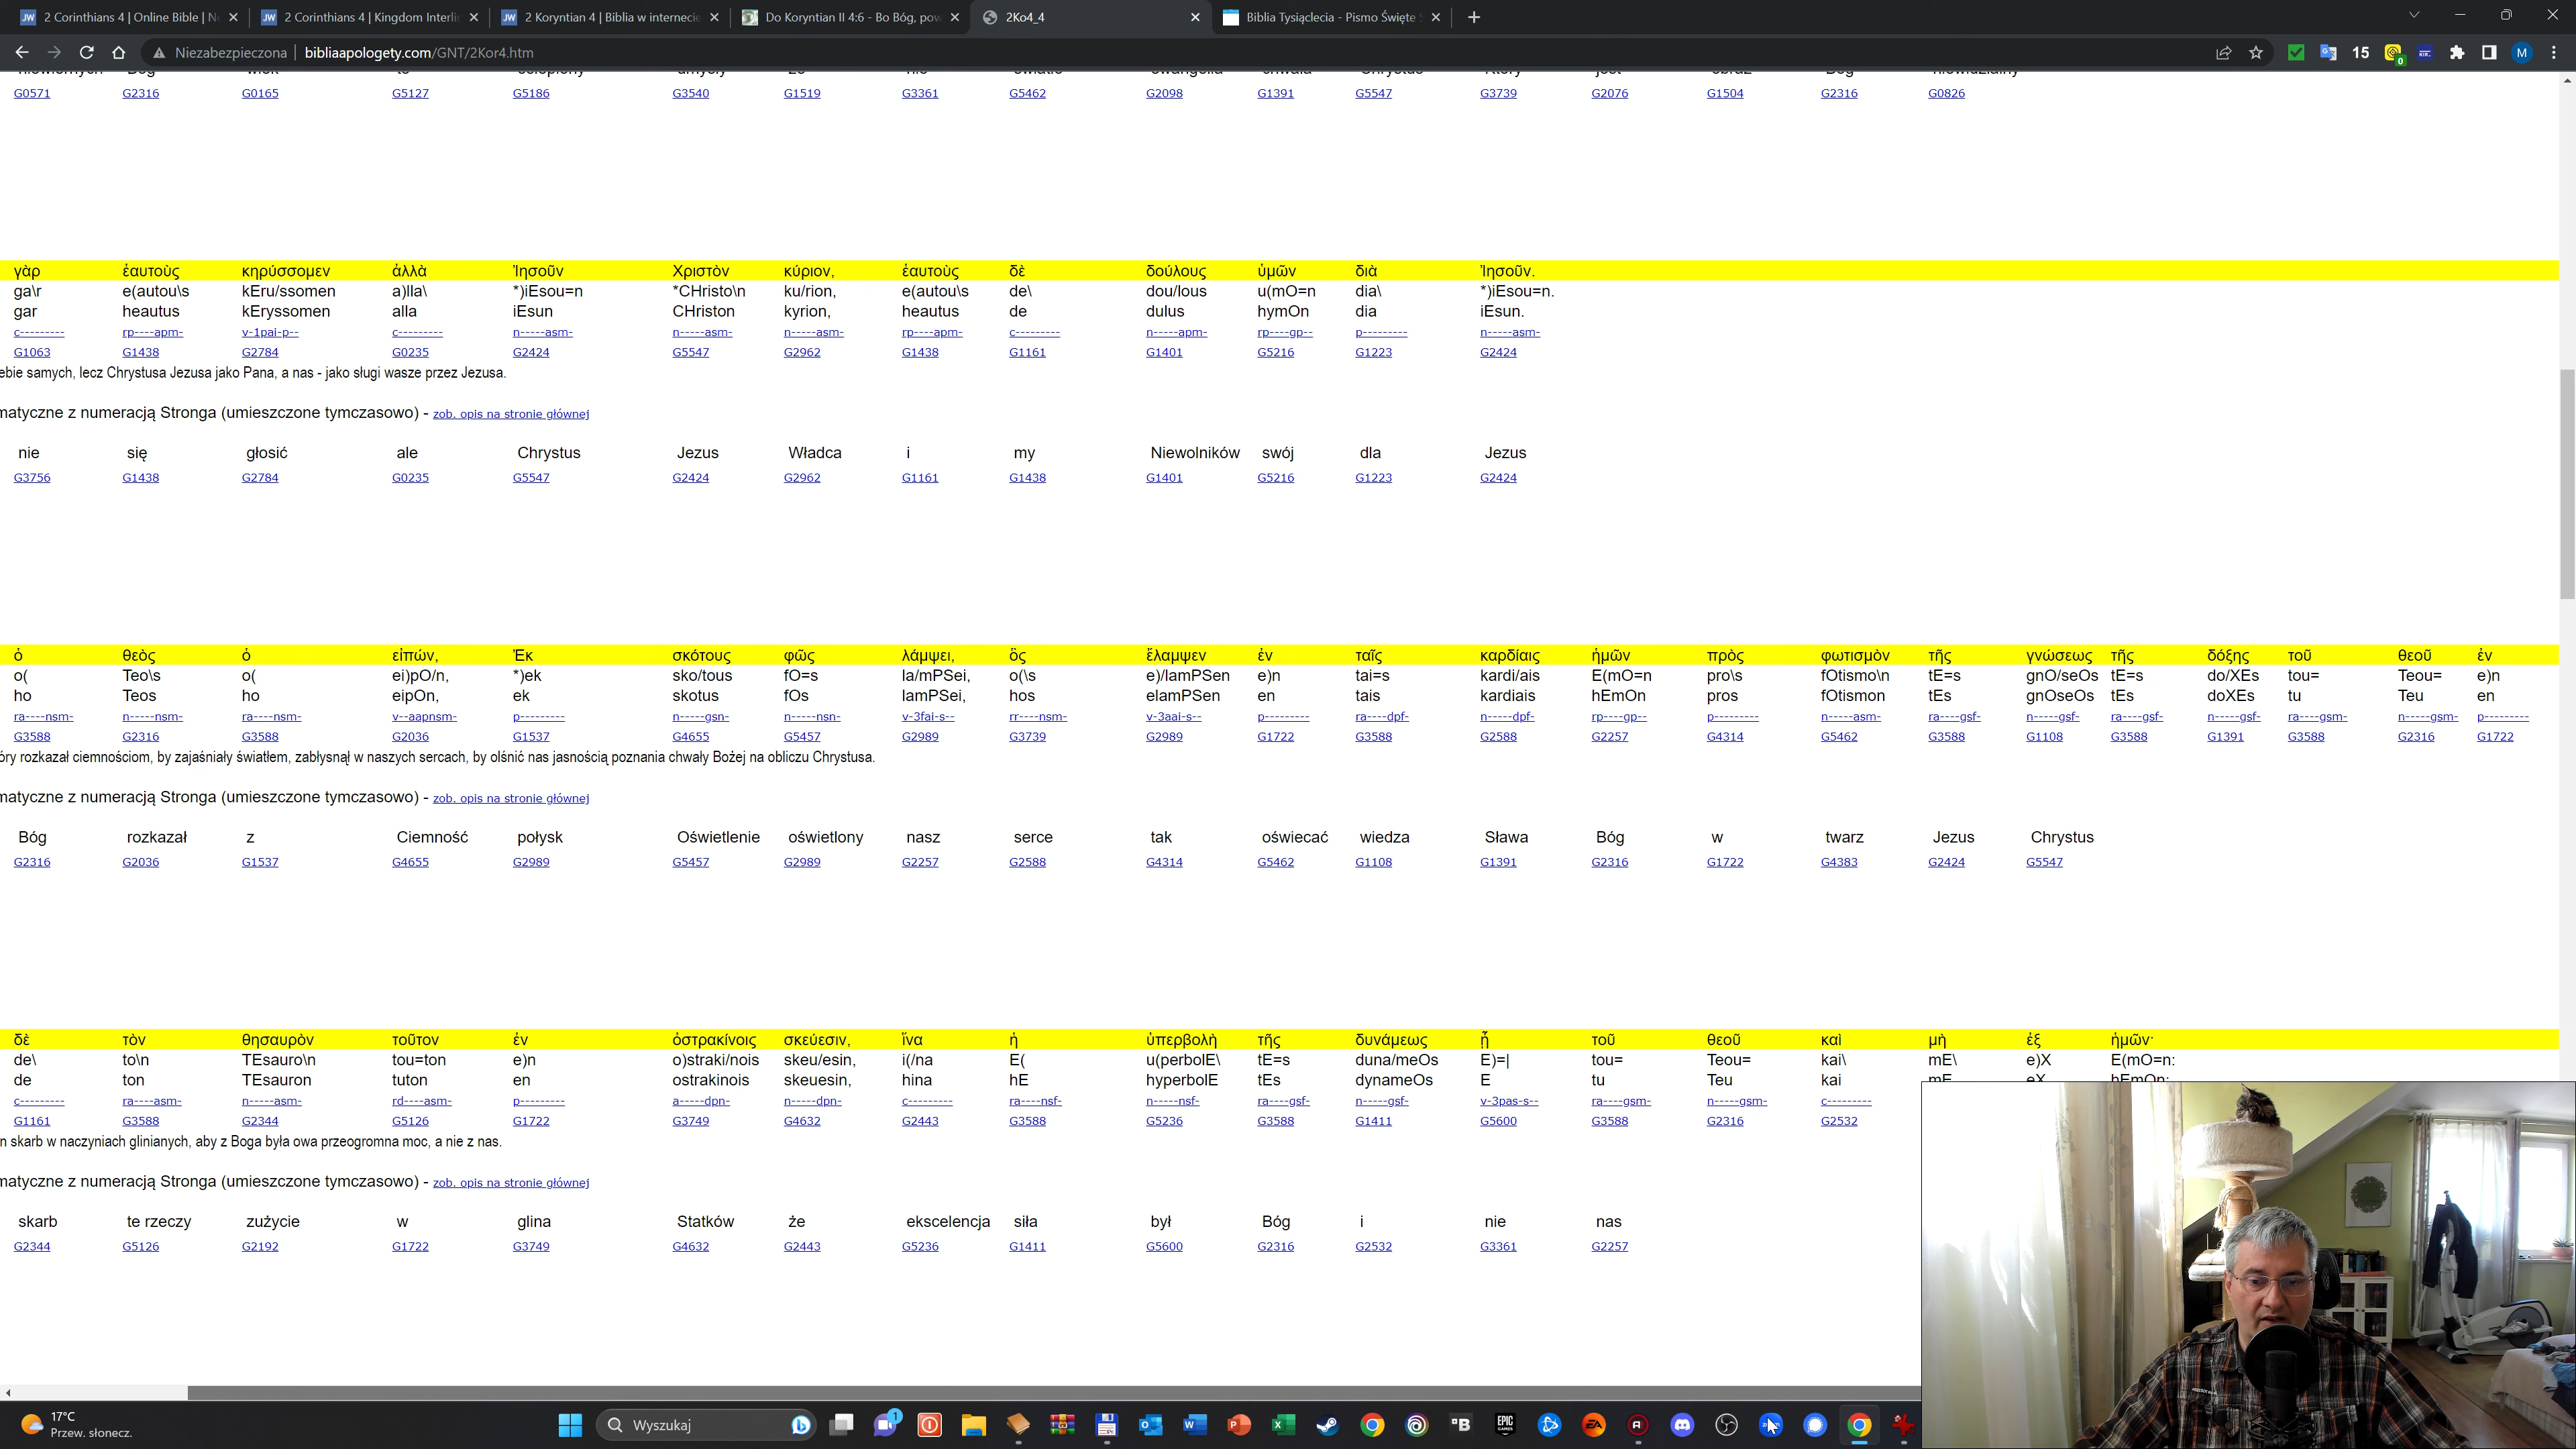 2 Corinthians 4 | Online Bible | N
2 Corinthians 4 | Kingdom Interli
2 Koryntian 4 | Biblia w internecie
Do Koryntian II 4:6 - Bo Bóg, pow
2Ko4_4
Biblia Tysiąclecia - Pismo Święte
Niezabezpieczona bibliaapologety.com/GNT/2Kor4.htm 15
G0571 G2316 G0165 G5127 G5186 G3540 G1519 G3361 G5462 G2098 G1391 G5547 G3739 G2076 G1504 G2316 G0826
γὰρ ἑαυτοὺς κηρύσσομεν ἀλλὰ Ἰησοῦν Χριστὸν κύριον, ἑαυτοὺς δὲ δούλους ὑμῶν διὰ Ἰησοῦν.
ga\r e(autou\s kEru/ssomen a)lla\ *)iEsou=n *CHristo\n ku/rion, e(autou\s de\ dou/lous u(mO=n dia\ *)iEsou=n.
gar heautus kEryssomen alla iEsun CHriston kyrion, heautus de dulus hymOn dia iEsun.
c--------- rp----apm- v-1pai-p-- c--------- n-----asm- n-----asm- n-----asm- rp----apm- c--------- n-----apm- rp----gp-- p--------- n-----asm-
G1063 G1438 G2784 G0235 G2424 G5547 G2962 G1438 G1161 G1401 G5216 G1223 G2424
ebie samych, lecz Chrystusa Jezusa jako Pana, a nas - jako sługi wasze przez Jezusa.
matyczne z numeracją Stronga (umieszczone tymczasowo) - zob. opis na stronie głównej
nie się głosić ale Chrystus Jezus Władca i my Niewolników swój dla Jezus
G3756 G1438 G2784 G0235 G5547 G2424 G2962 G1161 G1438 G1401 G5216 G1223 G2424
ὁ θεὸς ὁ εἰπών, Ἐκ σκότους φῶς λάμψει, ὃς ἔλαμψεν ἐν ταῖς καρδίαις ἡμῶν πρὸς φωτισμὸν τῆς γνώσεως τῆς δόξης τοῦ θεοῦ ἐν
o( Teo\s o( ei)pO/n, *)ek sko/tous fO=s la/mPSei, o(\s e)/lamPSen e)n tai=s kardi/ais E(mO=n pro\s fOtismo\n tE=s gnO/seOs tE=s do/XEs tou= Teou= e)n
ho Teos ho eipOn, ek skotus fOs lamPSei, hos elamPSen en tais kardiais hEmOn pros fOtismon tEs gnOseOs tEs doXEs tu Teu en
ra----nsm- n-----nsm- ra----nsm- v--aapnsm- p--------- n-----gsn- n-----nsn- v-3fai-s-- rr----nsm- v-3aai-s-- p--------- ra----dpf- n-----dpf- rp----gp-- p--------- n-----asm- ra----gsf- n-----gsf- ra----gsf- n-----gsf- ra----gsm- n-----gsm- p---------
G3588 G2316 G3588 G2036 G1537 G4655 G5457 G2989 G3739 G2989 G1722 G3588 G2588 G2257 G4314 G5462 G3588 G1108 G3588 G1391 G3588 G2316 G1722
óry rozkazał ciemnościom, by zajaśniały światłem, zabłysnął w naszych sercach, by olśnić nas jasnością poznania chwały Bożej na obliczu Chrystusa.
matyczne z numeracją Stronga (umieszczone tymczasowo) - zob. opis na stronie głównej
Bóg rozkazał z Ciemność połysk Oświetlenie oświetlony nasz serce tak oświecać wiedza Sława Bóg w twarz Jezus Chrystus
G2316 G2036 G1537 G4655 G2989 G5457 G2989 G2257 G2588 G4314 G5462 G1108 G1391 G2316 G1722 G4383 G2424 G5547
δὲ τὸν θησαυρὸν τοῦτον ἐν ὀστρακίνοις σκεύεσιν, ἵνα ἡ ὑπερβολὴ τῆς δυνάμεως ᾖ τοῦ θεοῦ καὶ μὴ ἐξ ἡμῶν·
de\ to\n TEsauro\n tou=ton e)n o)straki/nois skeu/esin, i(/na E( u(perbolE\ tE=s duna/meOs E)=| tou= Teou= kai\ mE\ e)X E(mO=n:
de ton TEsauron tuton en ostrakinois skeuesin, hina hE hyperbolE tEs dynameOs E tu Teu kai mE eX hEmOn:
c--------- ra----asm- n-----asm- rd----asm- p--------- a-----dpn- n-----dpn- c--------- ra----nsf- n-----nsf- ra----gsf- n-----gsf- v-3pas-s-- ra----gsm- n-----gsm- c---------
G1161 G3588 G2344 G5126 G1722 G3749 G4632 G2443 G3588 G5236 G3588 G1411 G5600 G3588 G2316 G2532
n skarb w naczyniach glinianych, aby z Boga była owa przeogromna moc, a nie z nas.
matyczne z numeracją Stronga (umieszczone tymczasowo) - zob. opis na stronie głównej
skarb te rzeczy zużycie w glina Statków że ekscelencja siła był Bóg i nie nas
G2344 G5126 G2192 G1722 G3749 G4632 G2443 G5236 G1411 G5600 G2316 G2532 G3361 G2257
17°C
Przew. słonecz.
Wyszukaj